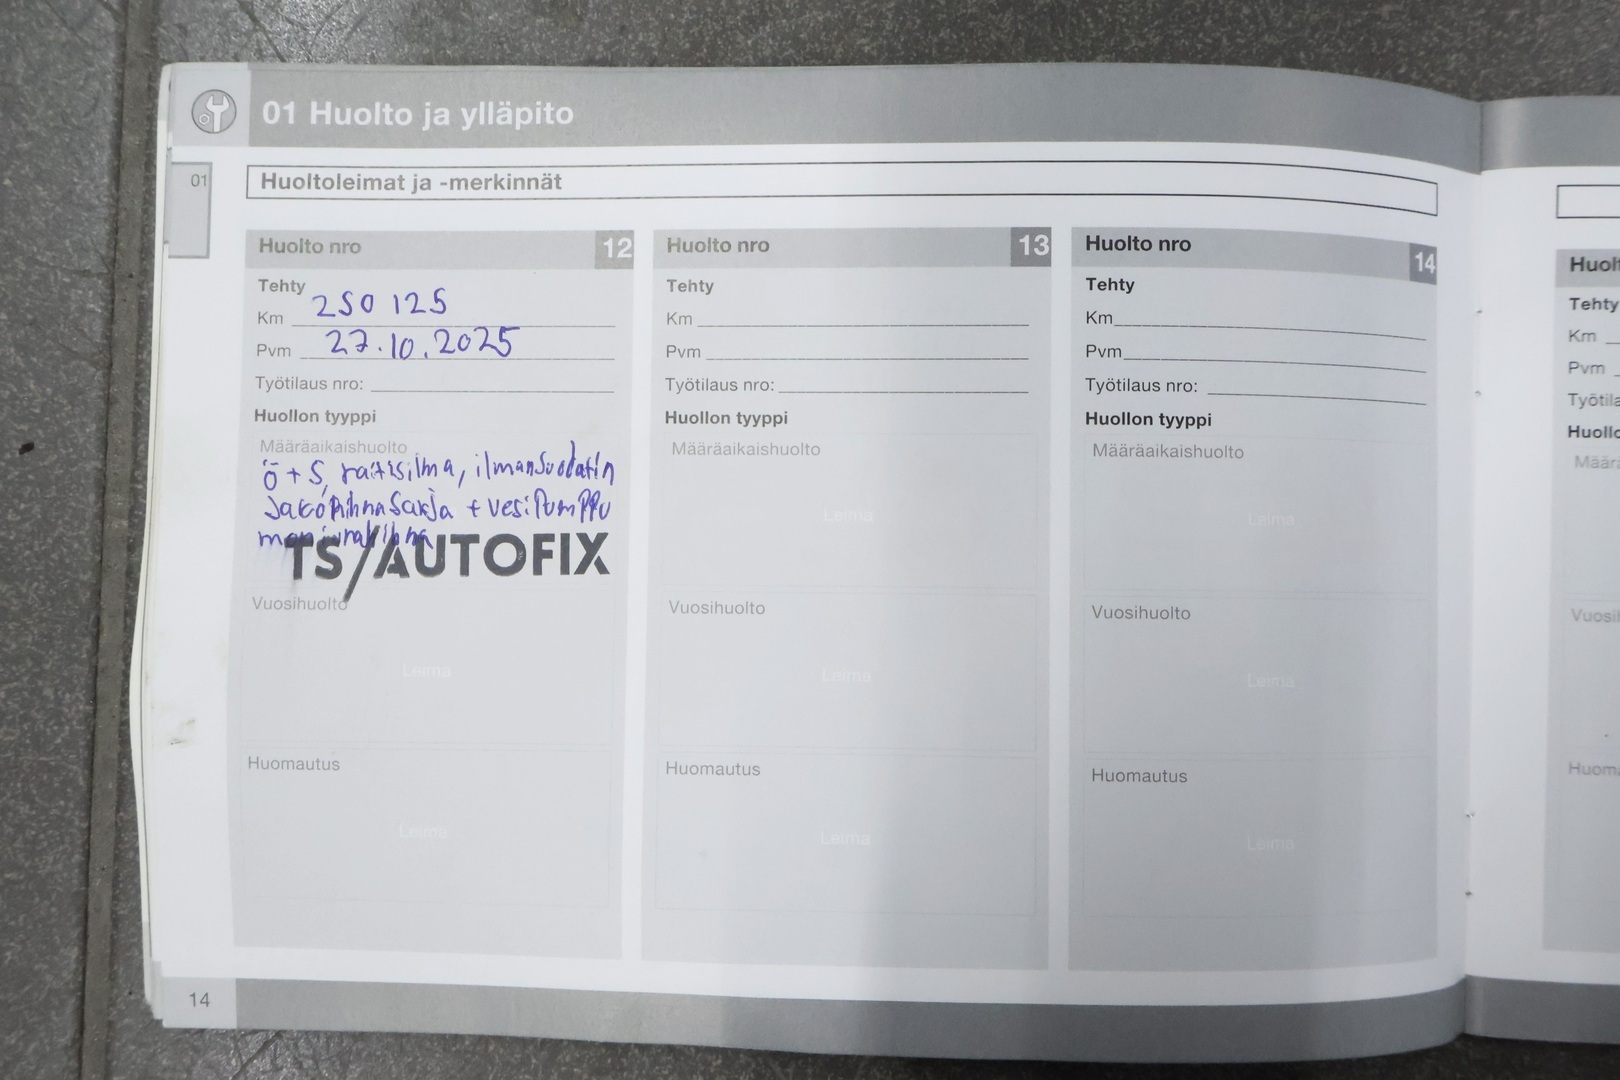 01 Huolto ja ylläpito
01
Huoltoleimat ja -merkinnät
Huolto nro 12
Tehty
Km 250 125
Pvm 27.10.2025
Työtilaus nro:
Huollon tyyppi
Määräaikaishuolto
ö + S, raitisilma, ilmansuodatin
Jakohihnasarja + vesipumppu
TS/AUTOFIX
Vuosihuolto
Leima
Huomautus
Leima
Huolto nro 13
Tehty
Km
Pvm
Työtilaus nro:
Huollon tyyppi
Määräaikaishuolto
Leima
Vuosihuolto
Leima
Huomautus
Leima
Huolto nro 14
Tehty
Km
Pvm
Työtilaus nro:
Huollon tyyppi
Määräaikaishuolto
Leima
Vuosihuolto
Leima
Huomautus
Leima
Tehty
Km
Pvm
14